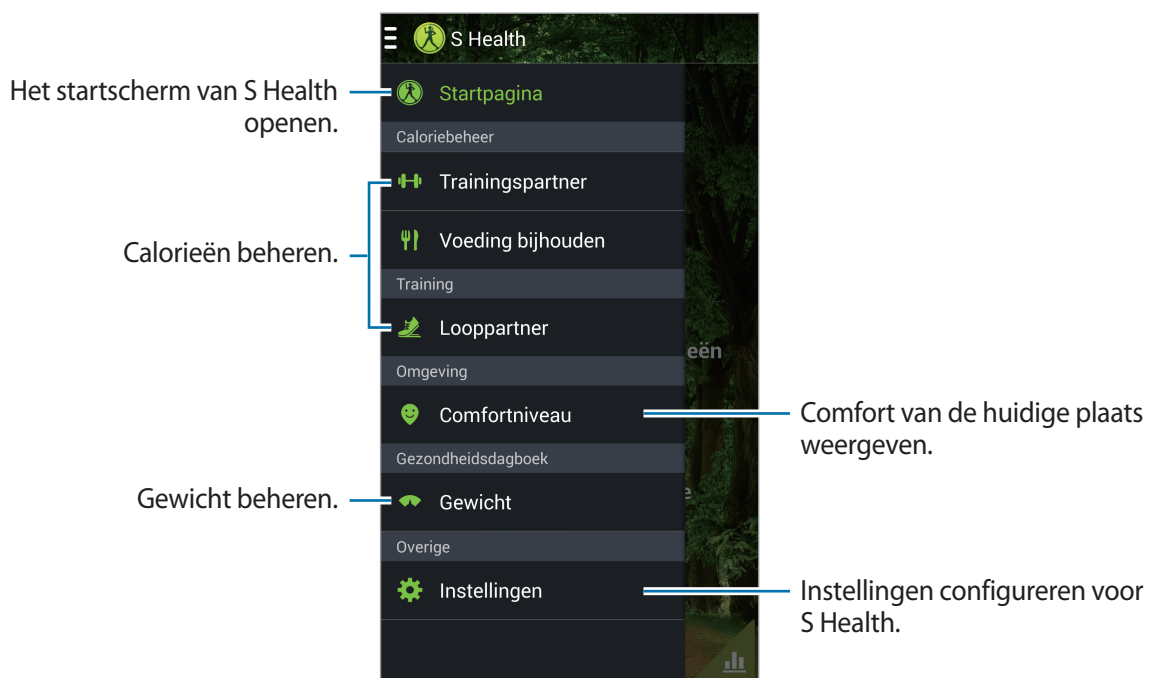 S Health
Het startscherm van S Health
openen.
Startpagina
Caloriebeheer
Trainingspartner
Calorieën beheren.
Voeding bijhouden
Training
Looppartner
eën
Omgeving
Comfortniveau
Comfort van de huidige plaats
weergeven.
Gezondheidsdagboek
Gewicht beheren.
Gewicht
e
Overige
Instellingen
Instellingen configureren voor
S Health.